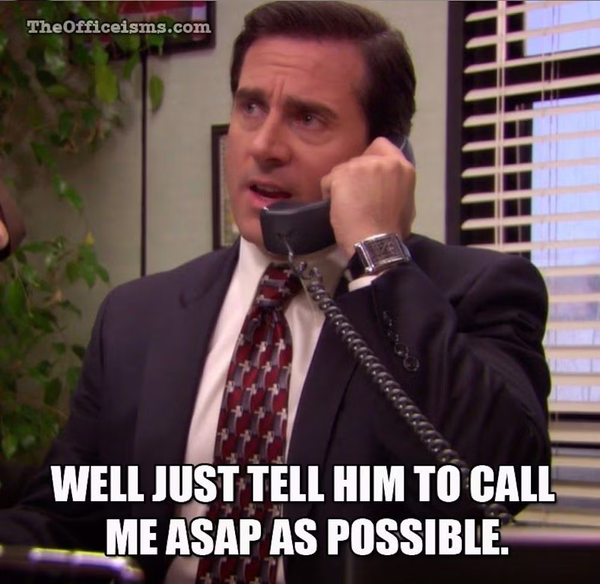 TheOfficeisms.com
WELL JUST TELL HIM TO CALL
ME ASAP AS POSSIBLE.